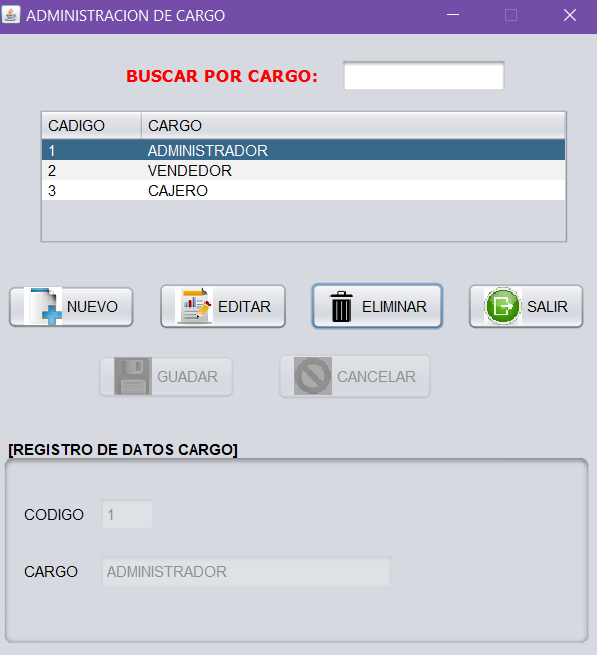 ADMINISTRACION DE CARGO
BUSCAR POR CARGO:
CADIGO CARGO
1 ADMINISTRADOR
2 VENDEDOR
3 CAJERO
NUEVO EDITAR ELIMINAR SALIR
GUADAR CANCELAR
[REGISTRO DE DATOS CARGO]
CODIGO 1
CARGO ADMINISTRADOR